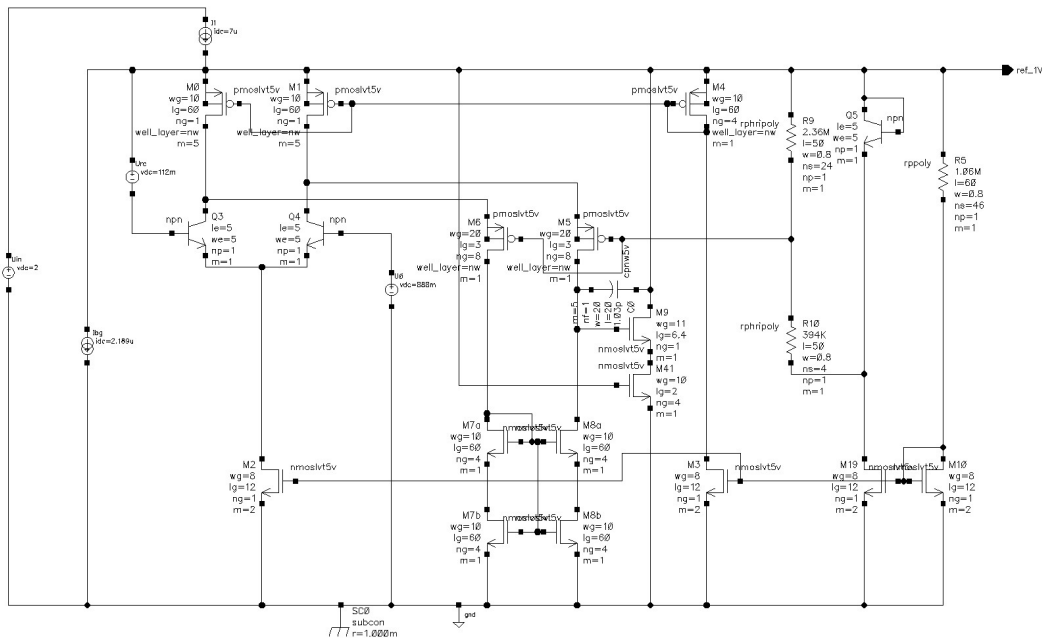 I1
idc=7u
ref_1V
M0
wg=10
lg=60
ng=1
well_layer=nw
m=5
pmoslvt5v
M1
wg=10
lg=60
ng=1
well_layer=nw
m=5
pmoslvt5v
pmoslvt5v
M4
wg=10
lg=60
ng=4
well_layer=nw
m=1
rphripoly
R9
2.36M
l=50
w=0.8
ns=24
np=1
m=1
Q5
le=5
we=5
np=1
m=1
npn
rppoly
R5
1.06M
l=60
w=0.8
ns=46
np=1
m=1
vdc=112m
npn
Q3
le=5
we=5
np=1
m=1
Q4
le=5
we=5
np=1
m=1
npn
M6
wg=20
lg=3
ng=8
well_layer=nw
m=1
pmoslvt5v
M5
wg=20
lg=3
ng=8
well_layer=nw
m=1
pmoslvt5v
vdc=2
vdc=888m
cpnw5v
C0
1.03p
l=20
w=20
nf=1
m=5
M9
wg=11
lg=6.4
ng=1
m=1
nmoslvt5v
nmoslvt5v
M41
wg=10
lg=2
ng=4
m=1
rphripoly
R10
394K
l=50
w=0.8
ns=4
np=1
m=1
Ibg
idc=2.189u
M7a
wg=10
lg=60
ng=4
m=1
M8a
wg=10
lg=60
ng=4
m=1
M2
wg=8
lg=12
ng=1
m=2
nmoslvt5v
M3
wg=8
lg=12
ng=1
m=2
nmoslvt5v
M19
wg=8
lg=12
ng=1
m=2
M10
wg=8
lg=12
ng=1
m=2
M7b
wg=10
lg=60
ng=4
m=1
M8b
wg=10
lg=60
ng=4
m=1
SC0
subcon
r=1.000m
gnd